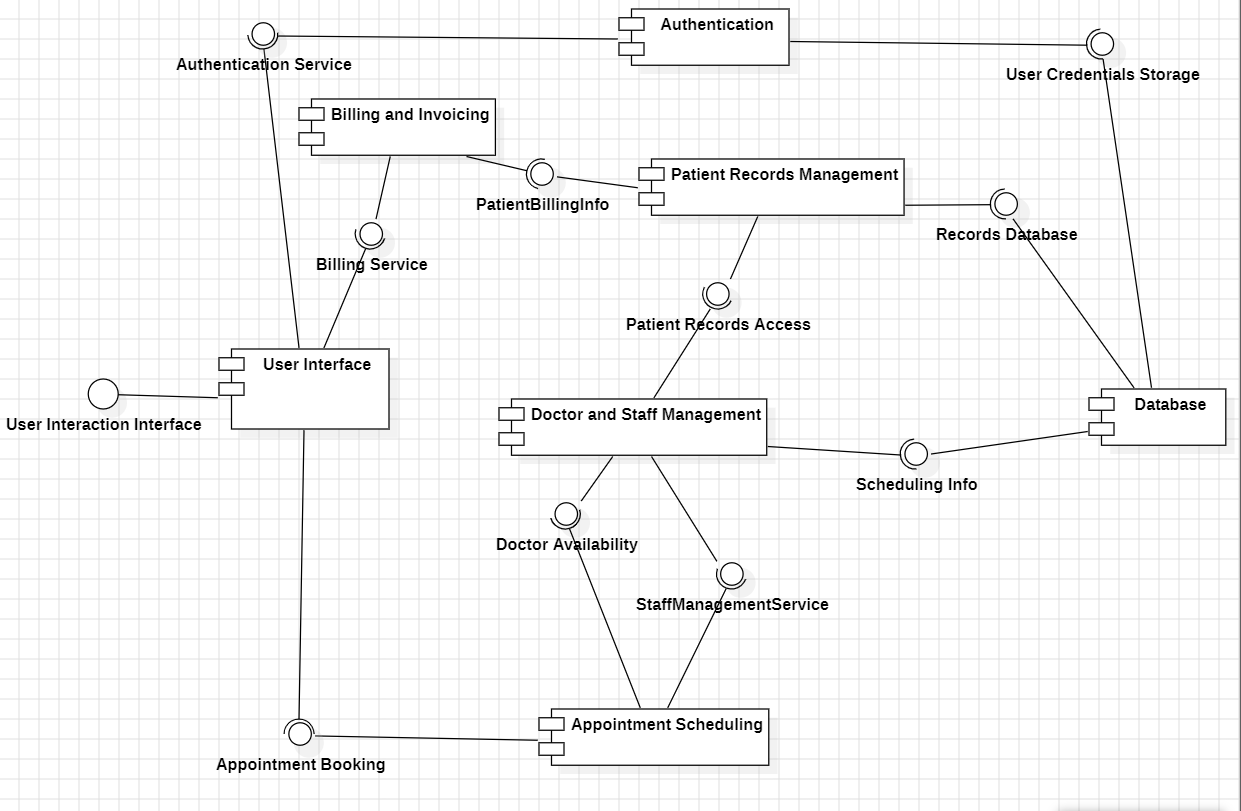 Authentication
Authentication Service
User Credentials Storage
Billing and Invoicing
Patient Records Management
PatientBillingInfo
Records Database
Billing Service
Patient Records Access
User Interface
User Interaction Interface
Doctor and Staff Management
Database
Scheduling Info
Doctor Availability
StaffManagementService
Appointment Scheduling
Appointment Booking